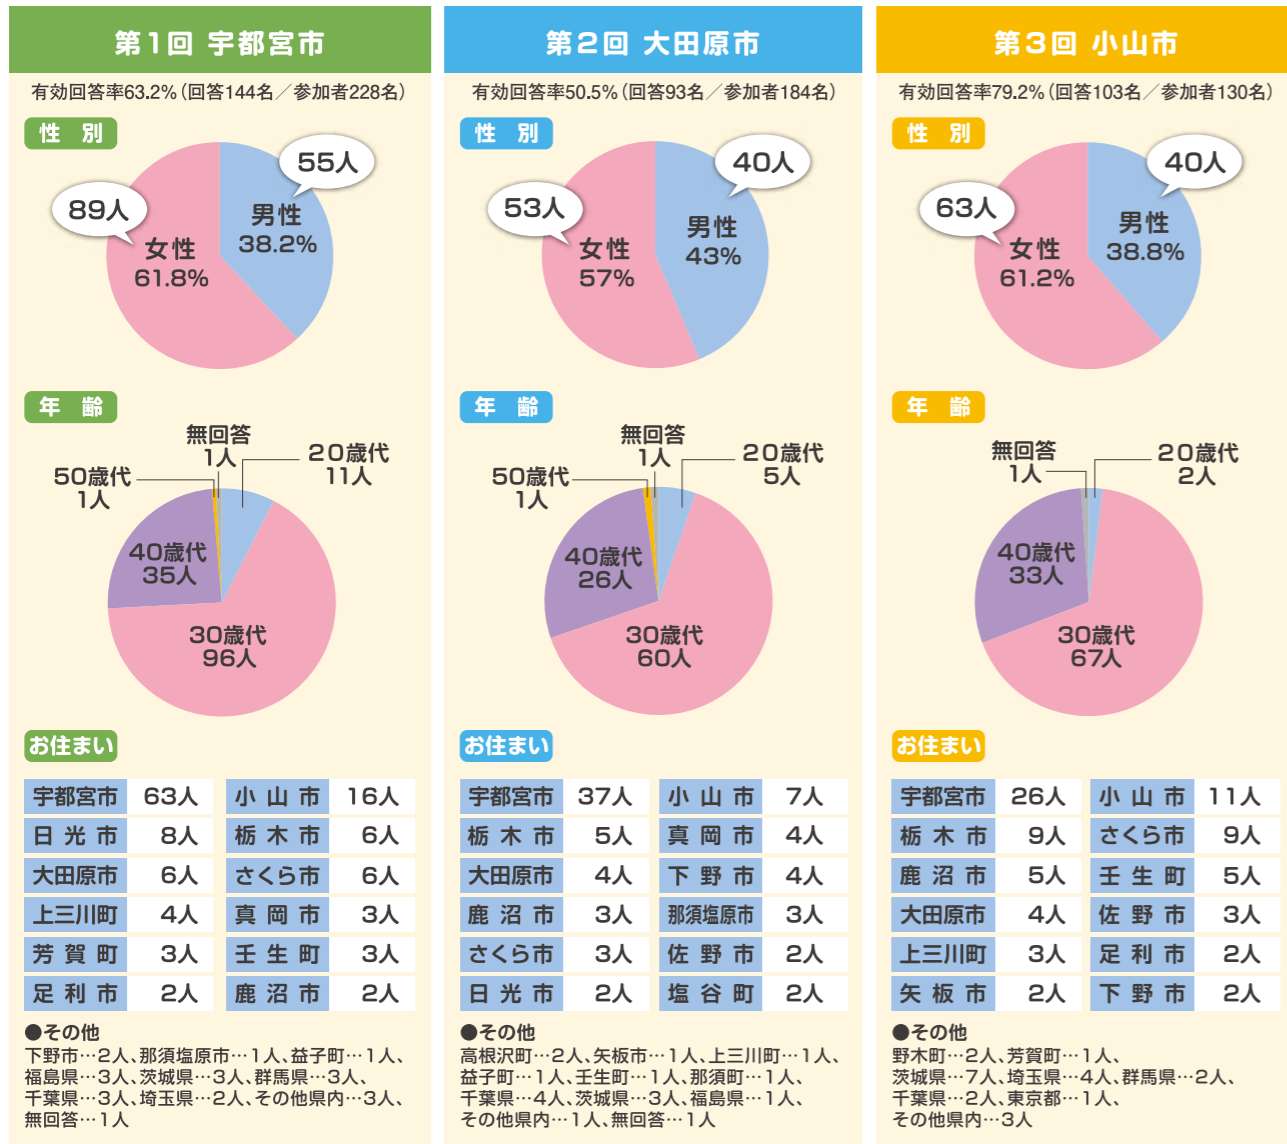 第1回 宇都宮市
有効回答率63.2%（回答144名／参加者228名）
性 別
55人
89人
男性
38.2%
女性
61.8%
年 齢
無回答
1人
20歳代
11人
50歳代
1人
40歳代
35人
30歳代
96人
お住まい
宇都宮市 63人 小山市 16人
日光市 8人 栃木市 6人
大田原市 6人 さくら市 6人
上三川町 4人 真岡市 3人
芳賀町 3人 壬生町 3人
足利市 2人 鹿沼市 2人
●その他
下野市…2人、那須塩原市…1人、益子町…1人、
福島県…3人、茨城県…3人、群馬県…3人、
千葉県…3人、埼玉県…2人、その他県内…3人、
無回答…1人
第2回 大田原市
有効回答率50.5%（回答93名／参加者184名）
性 別
40人
53人
男性
43%
女性
57%
年 齢
無回答
1人
20歳代
5人
50歳代
1人
40歳代
26人
30歳代
60人
お住まい
宇都宮市 37人 小山市 7人
栃木市 5人 真岡市 4人
大田原市 4人 下野市 4人
鹿沼市 3人 那須塩原市 3人
さくら市 3人 佐野市 2人
日光市 2人 塩谷町 2人
●その他
高根沢町…2人、矢板市…1人、上三川町…1人、
益子町…1人、壬生町…1人、那須町…1人、
千葉県…4人、茨城県…3人、福島県…1人、
その他県内…1人、無回答…1人
第3回 小山市
有効回答率79.2%（回答103名／参加者130名）
性 別
40人
63人
男性
38.8%
女性
61.2%
年 齢
無回答
1人
20歳代
2人
40歳代
33人
30歳代
67人
お住まい
宇都宮市 26人 小山市 11人
栃木市 9人 さくら市 9人
鹿沼市 5人 壬生町 5人
大田原市 4人 佐野市 3人
上三川町 3人 足利市 2人
矢板市 2人 下野市 2人
●その他
野木町…2人、芳賀町…1人、
茨城県…7人、埼玉県…4人、群馬県…2人、
千葉県…2人、東京都…1人、
その他県内…3人